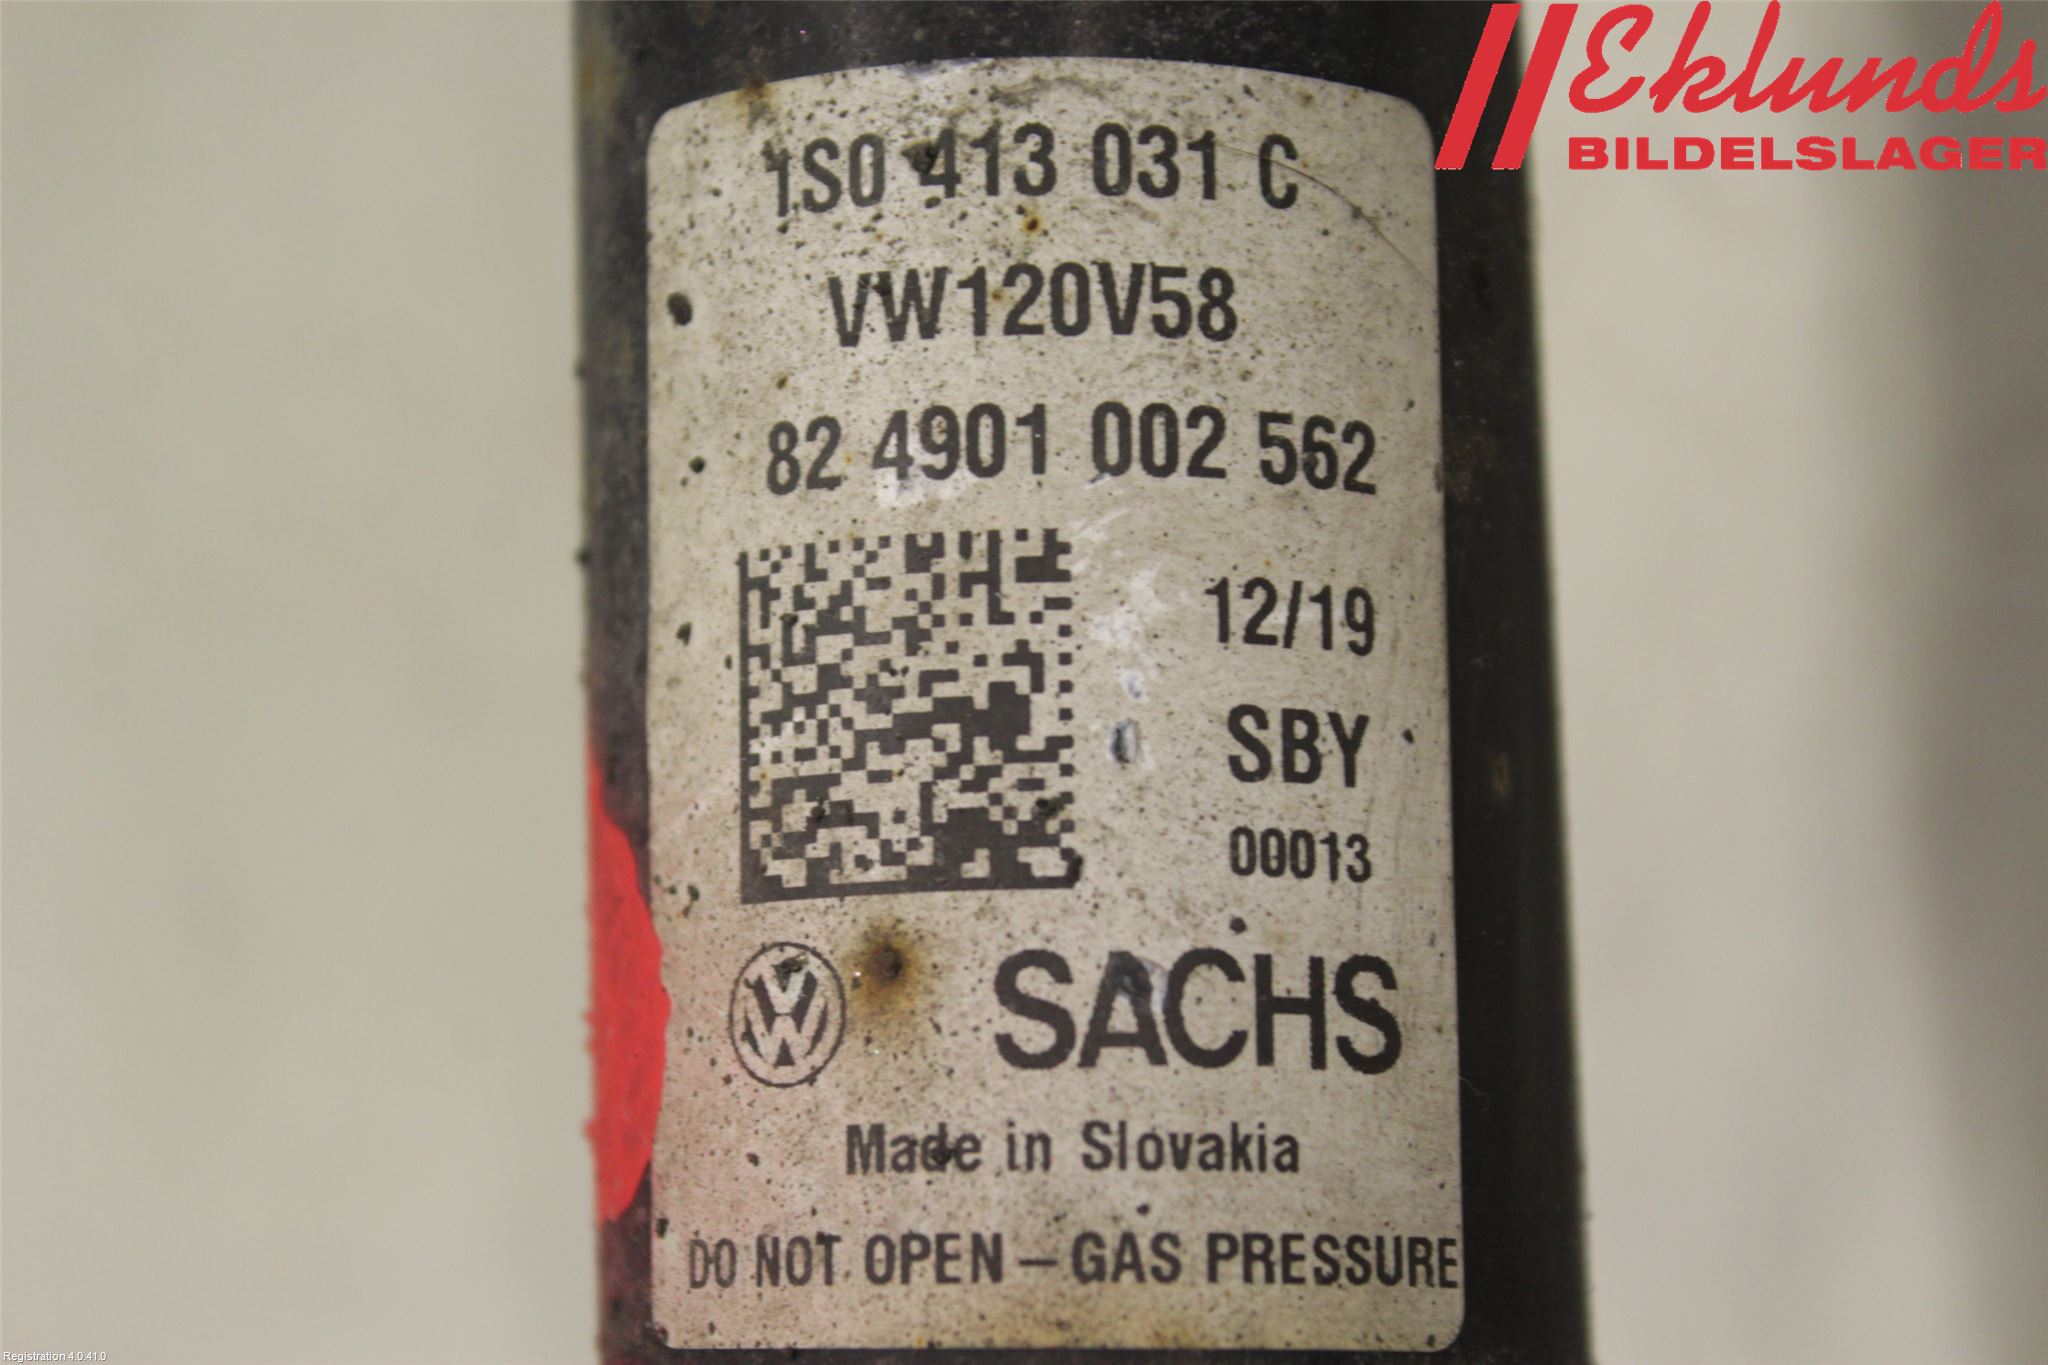 Eklunds
BILDELSLAGER
1S0 413 031 C
VW120V58
82 4901 002 562
12/19
SBY
00013
SACHS
Made in Slovakia
DO NOT OPEN – GAS PRESSURE
Registration 4.0.41.0